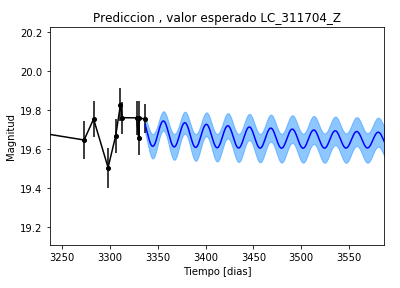 Prediccion , valor esperado LC_311704_Z
20.2
20.0
19.8
19.6
19.4
19.2
Magnitud
3250 3300 3350 3400 3450 3500 3550
Tiempo [dias]